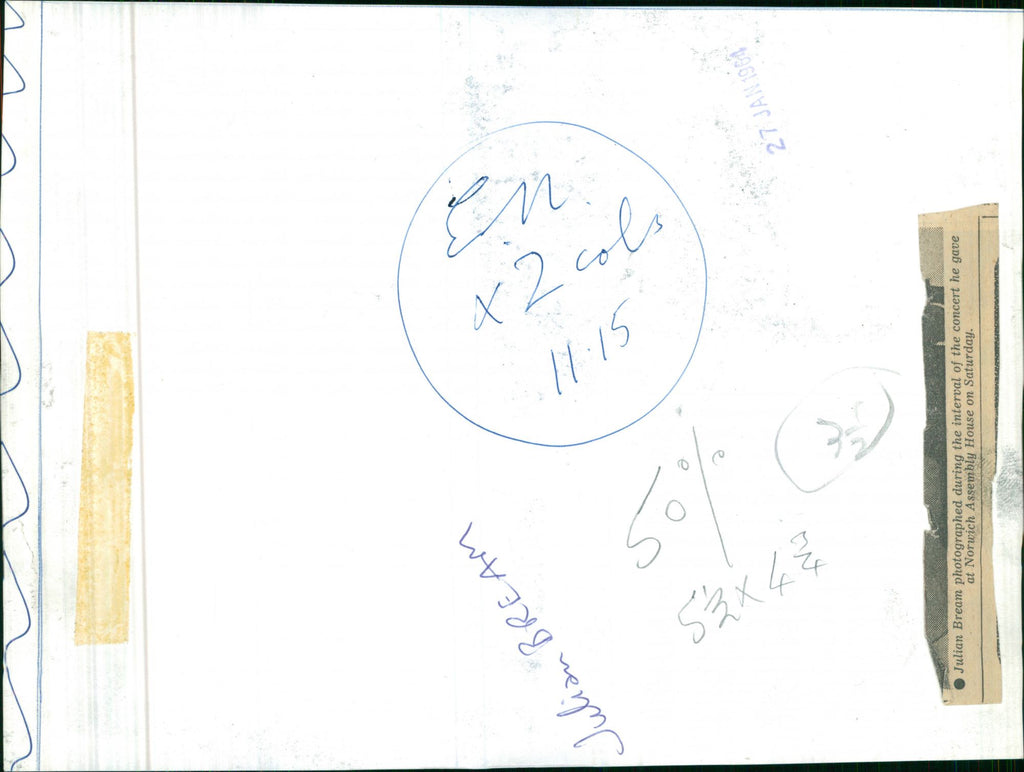 27 JAN 1964
E.N.
x 2 cols
11.15
50%
5½ x 4¾
Julian BREAM
● Julian Bream photographed during the interval of the concert he gave
at Norwich Assembly House on Saturday.